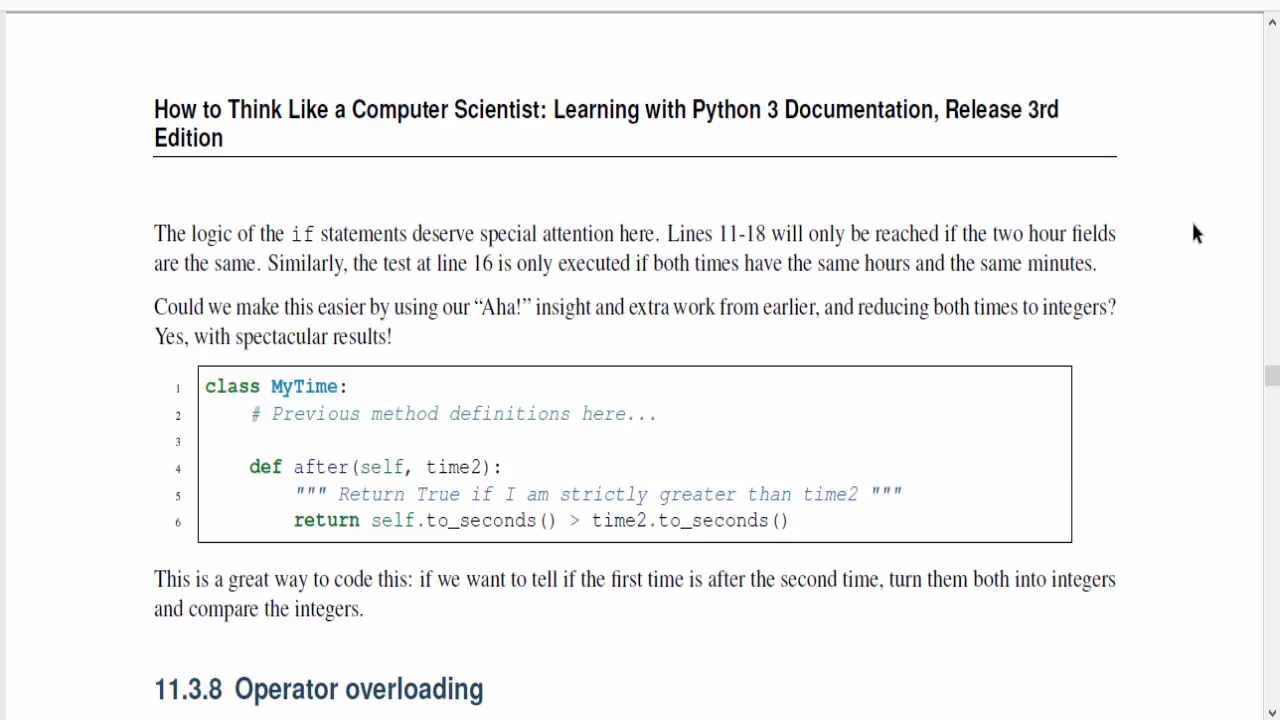 How to Think Like a Computer Scientist: Learning with Python 3 Documentation, Release 3rd
Edition
The logic of the if statements deserve special attention here. Lines 11-18 will only be reached if the two hour fields
are the same. Similarly, the test at line 16 is only executed if both times have the same hours and the same minutes.
Could we make this easier by using our “Aha!” insight and extra work from earlier, and reducing both times to integers?
Yes, with spectacular results!
1 class MyTime:
2     # Previous method definitions here...
3
4     def after(self, time2):
5         """ Return True if I am strictly greater than time2 """
6         return self.to_seconds() > time2.to_seconds()
This is a great way to code this: if we want to tell if the first time is after the second time, turn them both into integers
and compare the integers.
11.3.8 Operator overloading